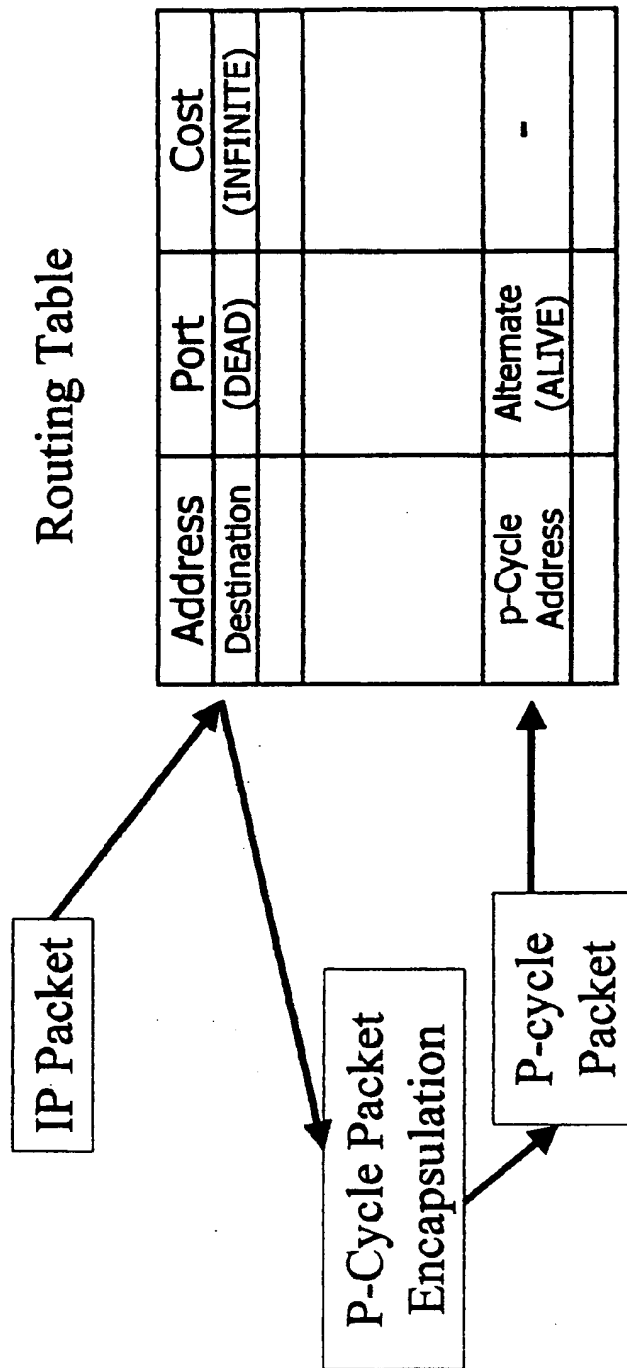 Routing Table
IP Packet
Address Port Cost
Destination (DEAD) (INFINITE)
P-Cycle Packet
Encapsulation
P-cycle
Packet
p-Cycle
Address
Alternate
(ALIVE)
-